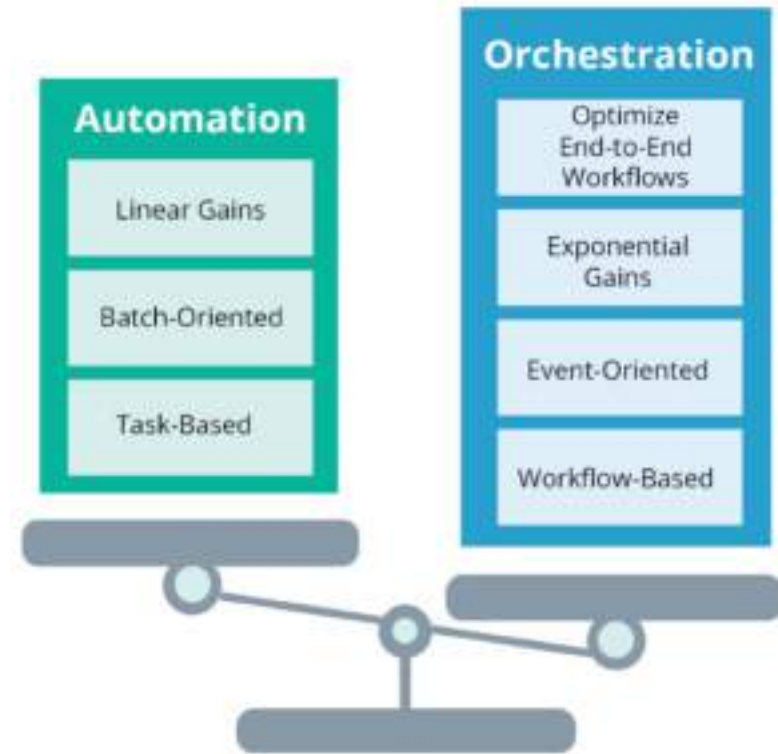 Automation
Linear Gains
Batch-Oriented
Task-Based
Orchestration
Optimize
End-to-End
Workflows
Exponential
Gains
Event-Oriented
Workflow-Based